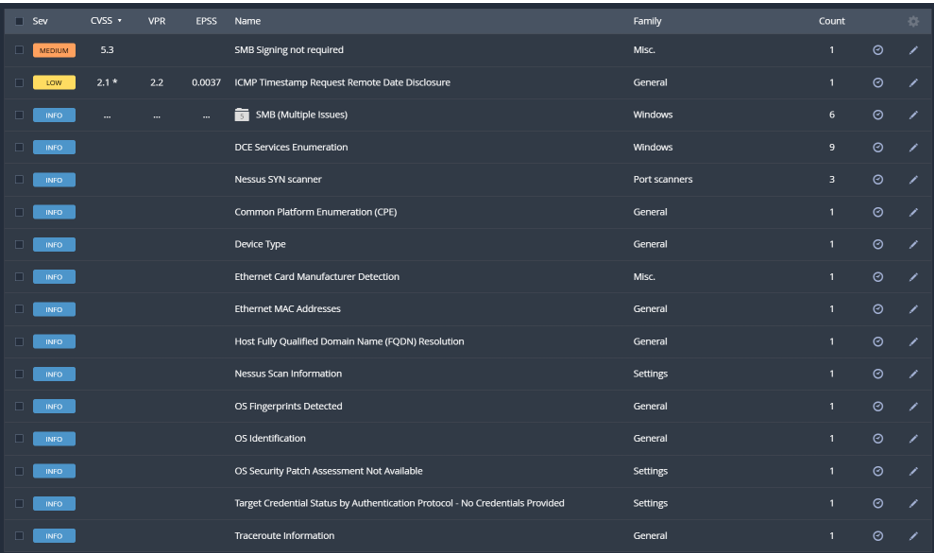 Sev CVSS VPR EPSS Name Family Count
MEDIUM 5.3 SMB Signing not required Misc. 1
LOW 2.1 * 2.2 0.0037 ICMP Timestamp Request Remote Date Disclosure General 1
INFO ... ... ... 5 SMB (Multiple Issues) Windows 6
INFO DCE Services Enumeration Windows 9
INFO Nessus SYN scanner Port scanners 3
INFO Common Platform Enumeration (CPE) General 1
INFO Device Type General 1
INFO Ethernet Card Manufacturer Detection Misc. 1
INFO Ethernet MAC Addresses General 1
INFO Host Fully Qualified Domain Name (FQDN) Resolution General 1
INFO Nessus Scan Information Settings 1
INFO OS Fingerprints Detected General 1
INFO OS Identification General 1
INFO OS Security Patch Assessment Not Available Settings 1
INFO Target Credential Status by Authentication Protocol - No Credentials Provided Settings 1
INFO Traceroute Information General 1